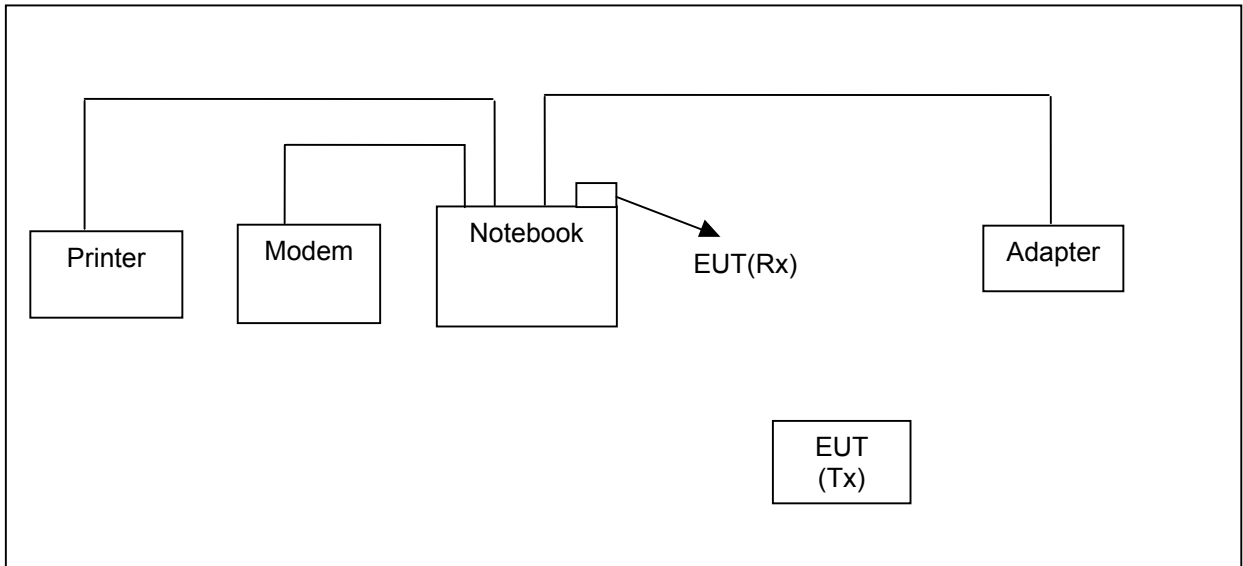 Printer
Modem
Notebook
EUT(Rx)
Adapter
EUT
(Tx)